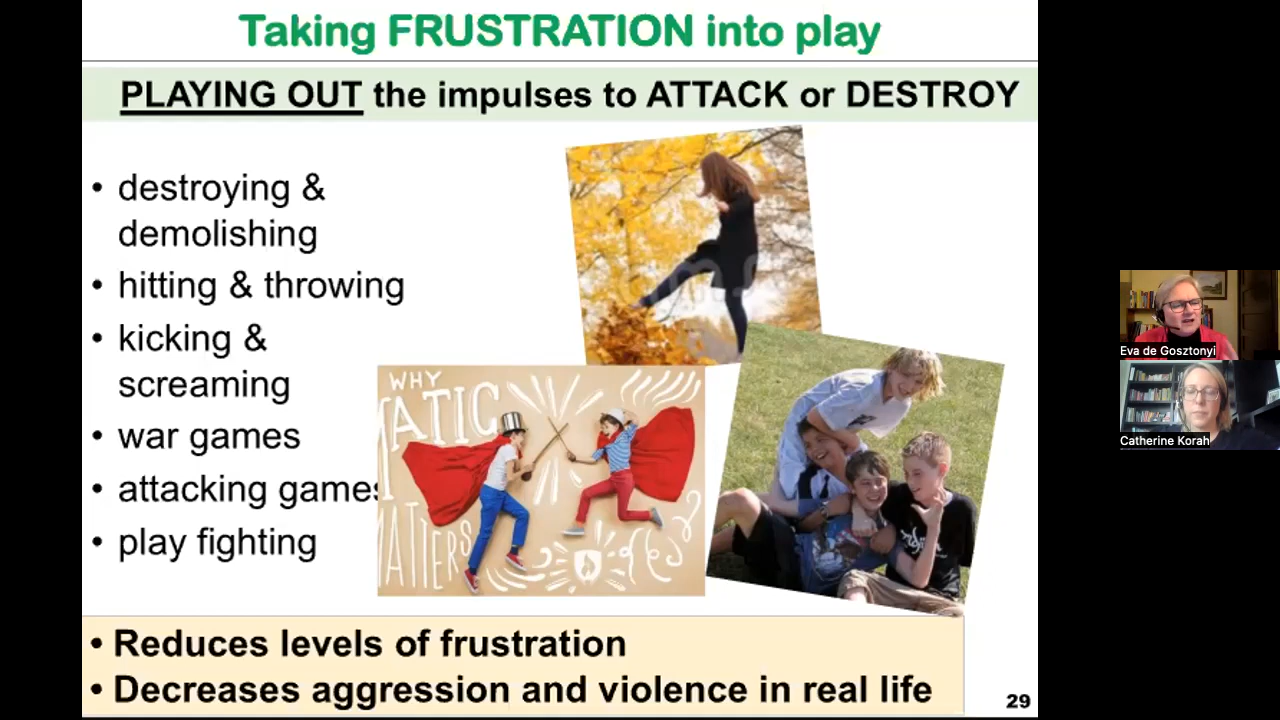 Taking FRUSTRATION into play
PLAYING OUT the impulses to ATTACK or DESTROY
• destroying &
demolishing
• hitting & throwing
• kicking &
screaming
• war games
• attacking games
• play fighting
WHY
ATIC
MATTERS
• Reduces levels of frustration
• Decreases aggression and violence in real life
29
Eva de Gosztonyi
Catherine Korah